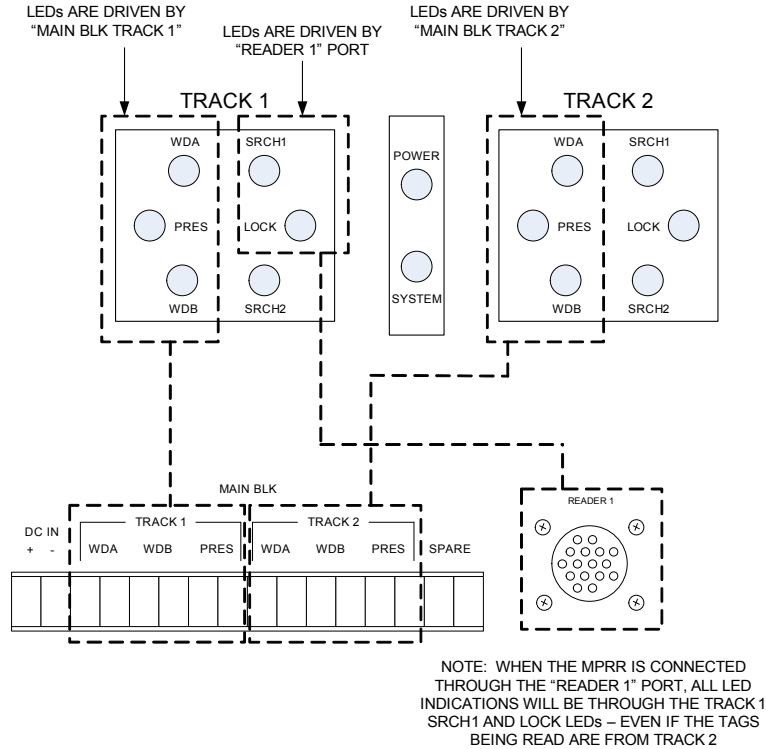 LEDs ARE DRIVEN BY
“MAIN BLK TRACK 1”
LEDs ARE DRIVEN BY
“READER 1” PORT
LEDs ARE DRIVEN BY
“MAIN BLK TRACK 2”
TRACK 1
TRACK 2
WDA
SRCH1
PRES
LOCK
WDB
SRCH2
POWER
SYSTEM
WDA
SRCH1
PRES
LOCK
WDB
SRCH2
MAIN BLK
DC IN
+ -
TRACK 1
WDA WDB PRES
TRACK 2
WDA WDB PRES
SPARE
READER 1
NOTE: WHEN THE MPRR IS CONNECTED
THROUGH THE “READER 1” PORT, ALL LED
INDICATIONS WILL BE THROUGH THE TRACK 1
SRCH1 AND LOCK LEDs – EVEN IF THE TAGS
BEING READ ARE FROM TRACK 2